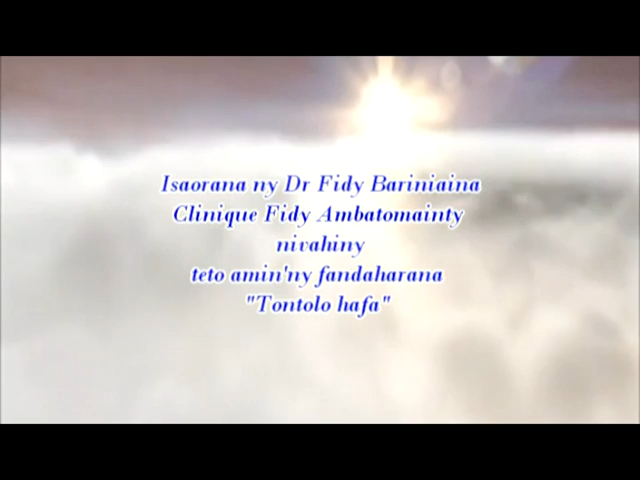 Isaorana ny Dr Fidy Bariniaina
Clinique Fidy Ambatomainty
nivahiny
teto amin'ny fandaharana
"Tontolo hafa"